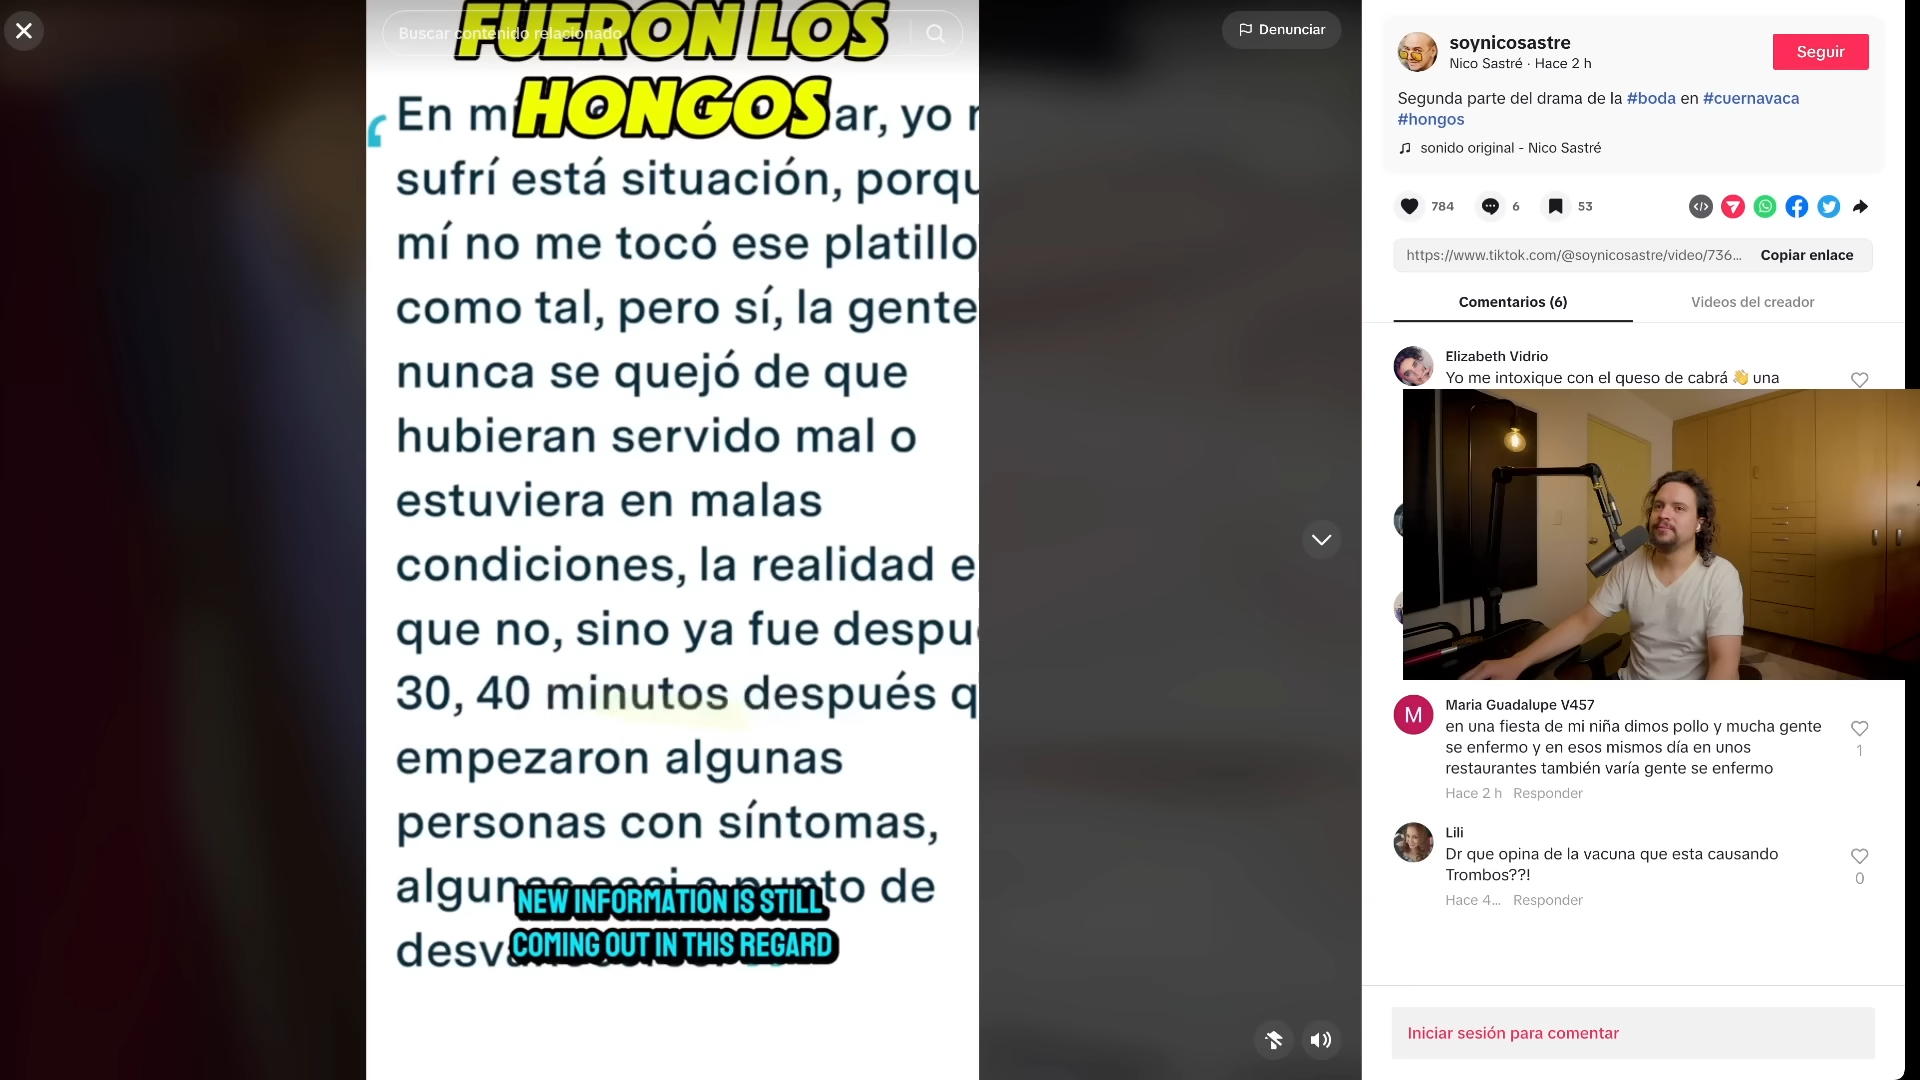 FUERON LOS
HONGOS
Buscar contenido relacionado
En mi ar, yo
sufrí está situación,
mí no me tocó ese platillo
como tal, pero sí, la gente
nunca se quejó de que
hubieran servido mal o
estuviera en malas
condiciones, la realidad
que no, sino ya fue
30, 40 minutos después
empezaron algunas
personas con síntomas,
punto de
NEW INFORMATION IS STILL
COMING OUT IN THIS REGARD
Denunciar
soynicosastre
Nico Sastré · Hace 2 h
Seguir
Segunda parte del drama de la #boda en #cuernavaca
#hongos
sonido original - Nico Sastré
784 6 53
https://www.tiktok.com/@soynicosastre/video/736... Copiar enlace
Comentarios (6) Videos del creador
Elizabeth Vidrio
Yo me intoxique con el queso de cabrá 👏 una
M
Maria Guadalupe V457
en una fiesta de mi niña dimos pollo y mucha gente
se enfermo y en esos mismos día en unos
restaurantes también varía gente se enfermo
1
Hace 2 h Responder
Lili
Dr que opina de la vacuna que esta causando
Trombos??!
0
Hace 4... Responder
Iniciar sesión para comentar